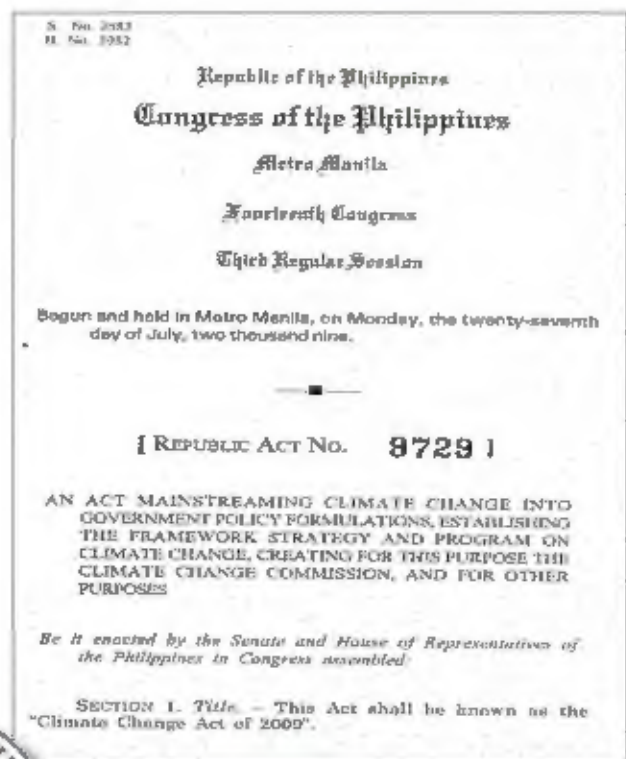 S. No. 2583
H. No. 5982
Republic of the Philippines
Congress of the Philippines
Metro Manila
Fourteenth Congress
Third Regular Session
Begun and held in Metro Manila, on Monday, the twenty-seventh
day of July, two thousand nine.
[ REPUBLIC ACT NO. 9729 ]
AN ACT MAINSTREAMING CLIMATE CHANGE INTO
GOVERNMENT POLICY FORMULATIONS, ESTABLISHING
THE FRAMEWORK STRATEGY AND PROGRAM ON
CLIMATE CHANGE, CREATING FOR THIS PURPOSE THE
CLIMATE CHANGE COMMISSION, AND FOR OTHER
PURPOSES
Be it enacted by the Senate and House of Representatives of
the Philippines in Congress assembled:
SECTION 1. Title. – This Act shall be known as the
"Climate Change Act of 2009".